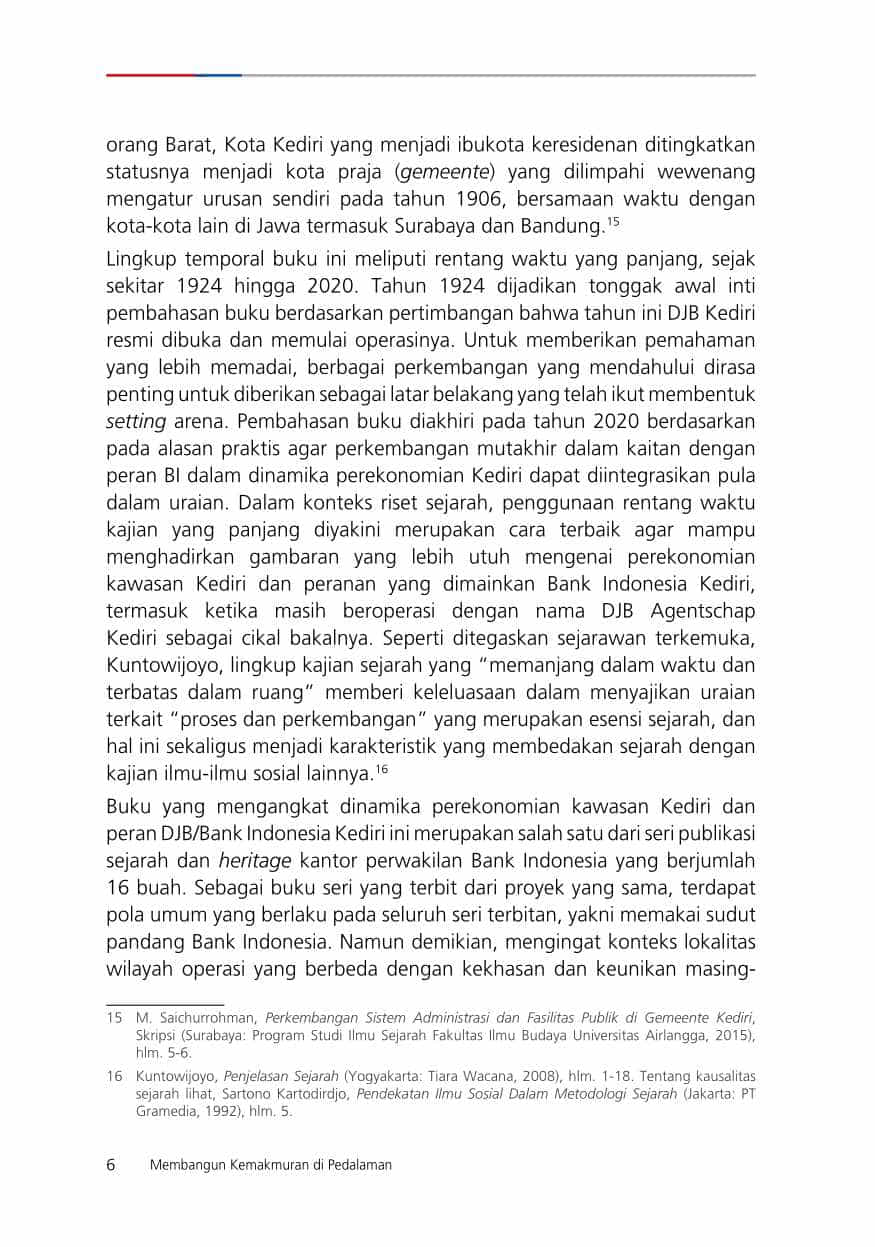 orang Barat, Kota Kediri yang menjadi ibukota keresidenan ditingkatkan
statusnya menjadi kota praja (gemeente) yang dilimpahi wewenang
mengatur urusan sendiri pada tahun 1906, bersamaan waktu dengan
kota-kota lain di Jawa termasuk Surabaya dan Bandung.15
Lingkup temporal buku ini meliputi rentang waktu yang panjang, sejak
sekitar 1924 hingga 2020. Tahun 1924 dijadikan tonggak awal inti
pembahasan buku berdasarkan pertimbangan bahwa tahun ini DJB Kediri
resmi dibuka dan memulai operasinya. Untuk memberikan pemahaman
yang lebih memadai, berbagai perkembangan yang mendahului dirasa
penting untuk diberikan sebagai latar belakang yang telah ikut membentuk
setting arena. Pembahasan buku diakhiri pada tahun 2020 berdasarkan
pada alasan praktis agar perkembangan mutakhir dalam kaitan dengan
peran BI dalam dinamika perekonomian Kediri dapat diintegrasikan pula
dalam uraian. Dalam konteks riset sejarah, penggunaan rentang waktu
kajian yang panjang diyakini merupakan cara terbaik agar mampu
menghadirkan gambaran yang lebih utuh mengenai perekonomian
kawasan Kediri dan peranan yang dimainkan Bank Indonesia Kediri,
termasuk ketika masih beroperasi dengan nama DJB Agentschap
Kediri sebagai cikal bakalnya. Seperti ditegaskan sejarawan terkemuka,
Kuntowijoyo, lingkup kajian sejarah yang “memanjang dalam waktu dan
terbatas dalam ruang” memberi keleluasaan dalam menyajikan uraian
terkait “proses dan perkembangan” yang merupakan esensi sejarah, dan
hal ini sekaligus menjadi karakteristik yang membedakan sejarah dengan
kajian ilmu-ilmu sosial lainnya.16
Buku yang mengangkat dinamika perekonomian kawasan Kediri dan
peran DJB/Bank Indonesia Kediri ini merupakan salah satu dari seri publikasi
sejarah dan heritage kantor perwakilan Bank Indonesia yang berjumlah
16 buah. Sebagai buku seri yang terbit dari proyek yang sama, terdapat
pola umum yang berlaku pada seluruh seri terbitan, yakni memakai sudut
pandang Bank Indonesia. Namun demikian, mengingat konteks lokalitas
wilayah operasi yang berbeda dengan kekhasan dan keunikan masing-
15 M. Saichurrohman, Perkembangan Sistem Administrasi dan Fasilitas Publik di Gemeente Kediri,
Skripsi (Surabaya: Program Studi Ilmu Sejarah Fakultas Ilmu Budaya Universitas Airlangga, 2015),
hlm. 5-6.
16 Kuntowijoyo, Penjelasan Sejarah (Yogyakarta: Tiara Wacana, 2008), hlm. 1-18. Tentang kausalitas
sejarah lihat, Sartono Kartodirdjo, Pendekatan Ilmu Sosial Dalam Metodologi Sejarah (Jakarta: PT
Gramedia, 1992), hlm. 5.
6 Membangun Kemakmuran di Pedalaman